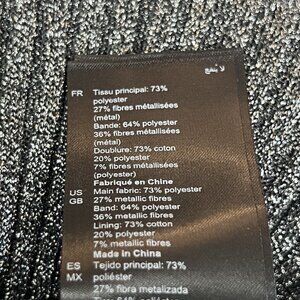 لا ينقع
FR Tissu principal: 73%
polyester
27% fibres métallisées
(métal)
Bande: 64% polyester
36% fibres métallisées
(métal)
Doublure: 73% coton
20% polyester
7% fibres métallisées
(polyester)
Fabriqué en Chine
US Main fabric: 73% polyester
GB 27% metallic fibres
Band: 64% polyester
36% metallic fibres
Lining: 73% cotton
20% polyester
7% metallic fibres
Made in China
ES Tejido principal: 73%
MX poliéster
27% fibra metalizada